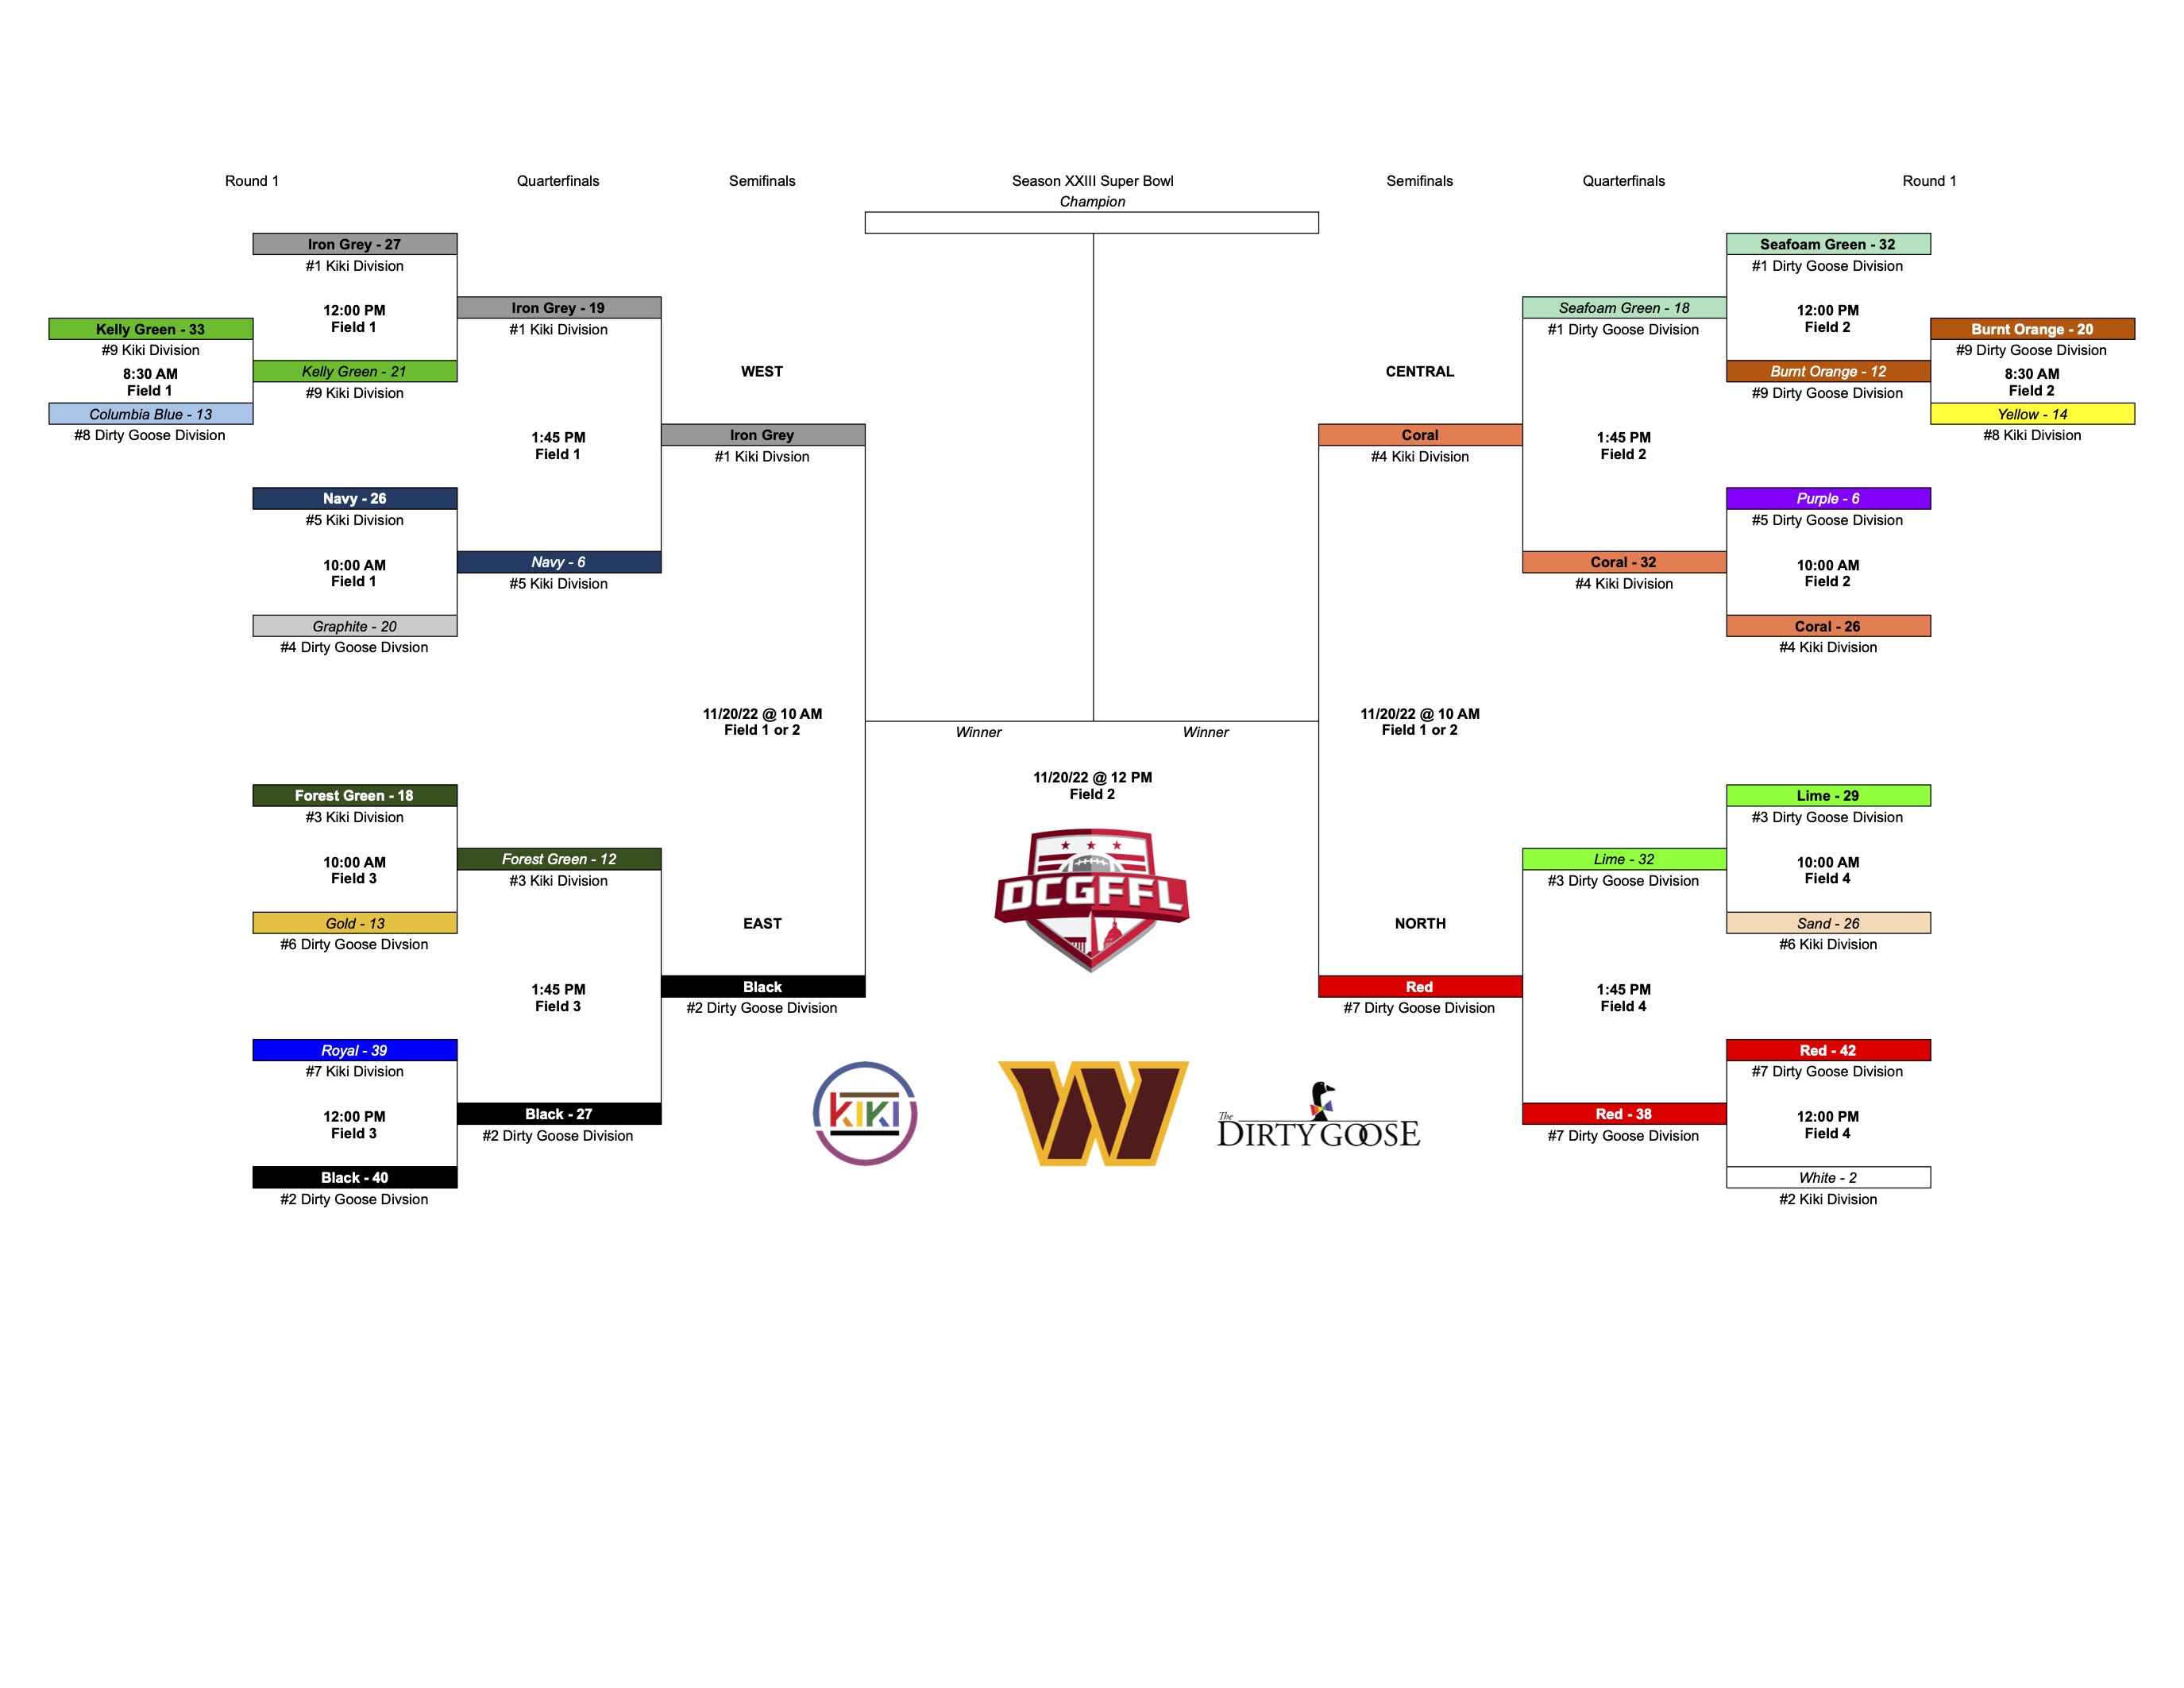 Round 1 Quarterfinals Semifinals Season XXIII Super Bowl Semifinals Quarterfinals Round 1
Champion
Iron Grey - 27
#1 Kiki Division
12:00 PM
Field 1
Kelly Green - 33
#9 Kiki Division
8:30 AM
Field 1
Columbia Blue - 13
#8 Dirty Goose Division
Kelly Green - 21
#9 Kiki Division
Iron Grey - 19
#1 Kiki Division
1:45 PM
Field 1
Navy - 26
#5 Kiki Division
10:00 AM
Field 1
Graphite - 20
#4 Dirty Goose Divsion
Navy - 6
#5 Kiki Division
WEST
Iron Grey
#1 Kiki Divsion
11/20/22 @ 10 AM
Field 1 or 2
Forest Green - 18
#3 Kiki Division
10:00 AM
Field 3
Gold - 13
#6 Dirty Goose Divsion
Forest Green - 12
#3 Kiki Division
1:45 PM
Field 3
Royal - 39
#7 Kiki Division
12:00 PM
Field 3
Black - 40
#2 Dirty Goose Divsion
Black - 27
#2 Dirty Goose Division
EAST
Black
#2 Dirty Goose Division
Winner
Winner
11/20/22 @ 12 PM
Field 2
DCGFFL
KIKI
W
The
DIRTY GOOSE
CENTRAL
Coral
#4 Kiki Division
11/20/22 @ 10 AM
Field 1 or 2
NORTH
Red
#7 Dirty Goose Division
Seafoam Green - 18
#1 Dirty Goose Division
1:45 PM
Field 2
Coral - 32
#4 Kiki Division
Seafoam Green - 32
#1 Dirty Goose Division
12:00 PM
Field 2
Burnt Orange - 12
#9 Dirty Goose Division
Burnt Orange - 20
#9 Dirty Goose Division
8:30 AM
Field 2
Yellow - 14
#8 Kiki Division
Purple - 6
#5 Dirty Goose Division
10:00 AM
Field 2
Coral - 26
#4 Kiki Division
Lime - 32
#3 Dirty Goose Division
1:45 PM
Field 4
Red - 38
#7 Dirty Goose Division
Lime - 29
#3 Dirty Goose Division
10:00 AM
Field 4
Sand - 26
#6 Kiki Division
Red - 42
#7 Dirty Goose Division
12:00 PM
Field 4
White - 2
#2 Kiki Division